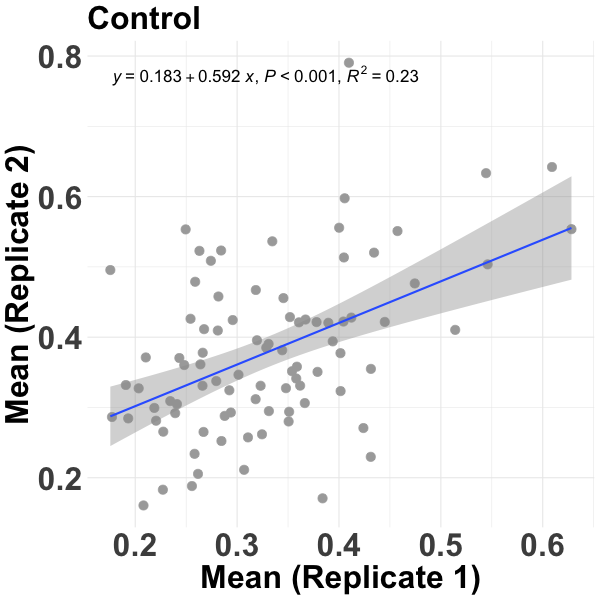 Control
0.8
y = 0.183 + 0.592 x, P < 0.001, R² = 0.23
0.6
0.4
0.2
Mean (Replicate 2)
0.2 0.3 0.4 0.5 0.6
Mean (Replicate 1)